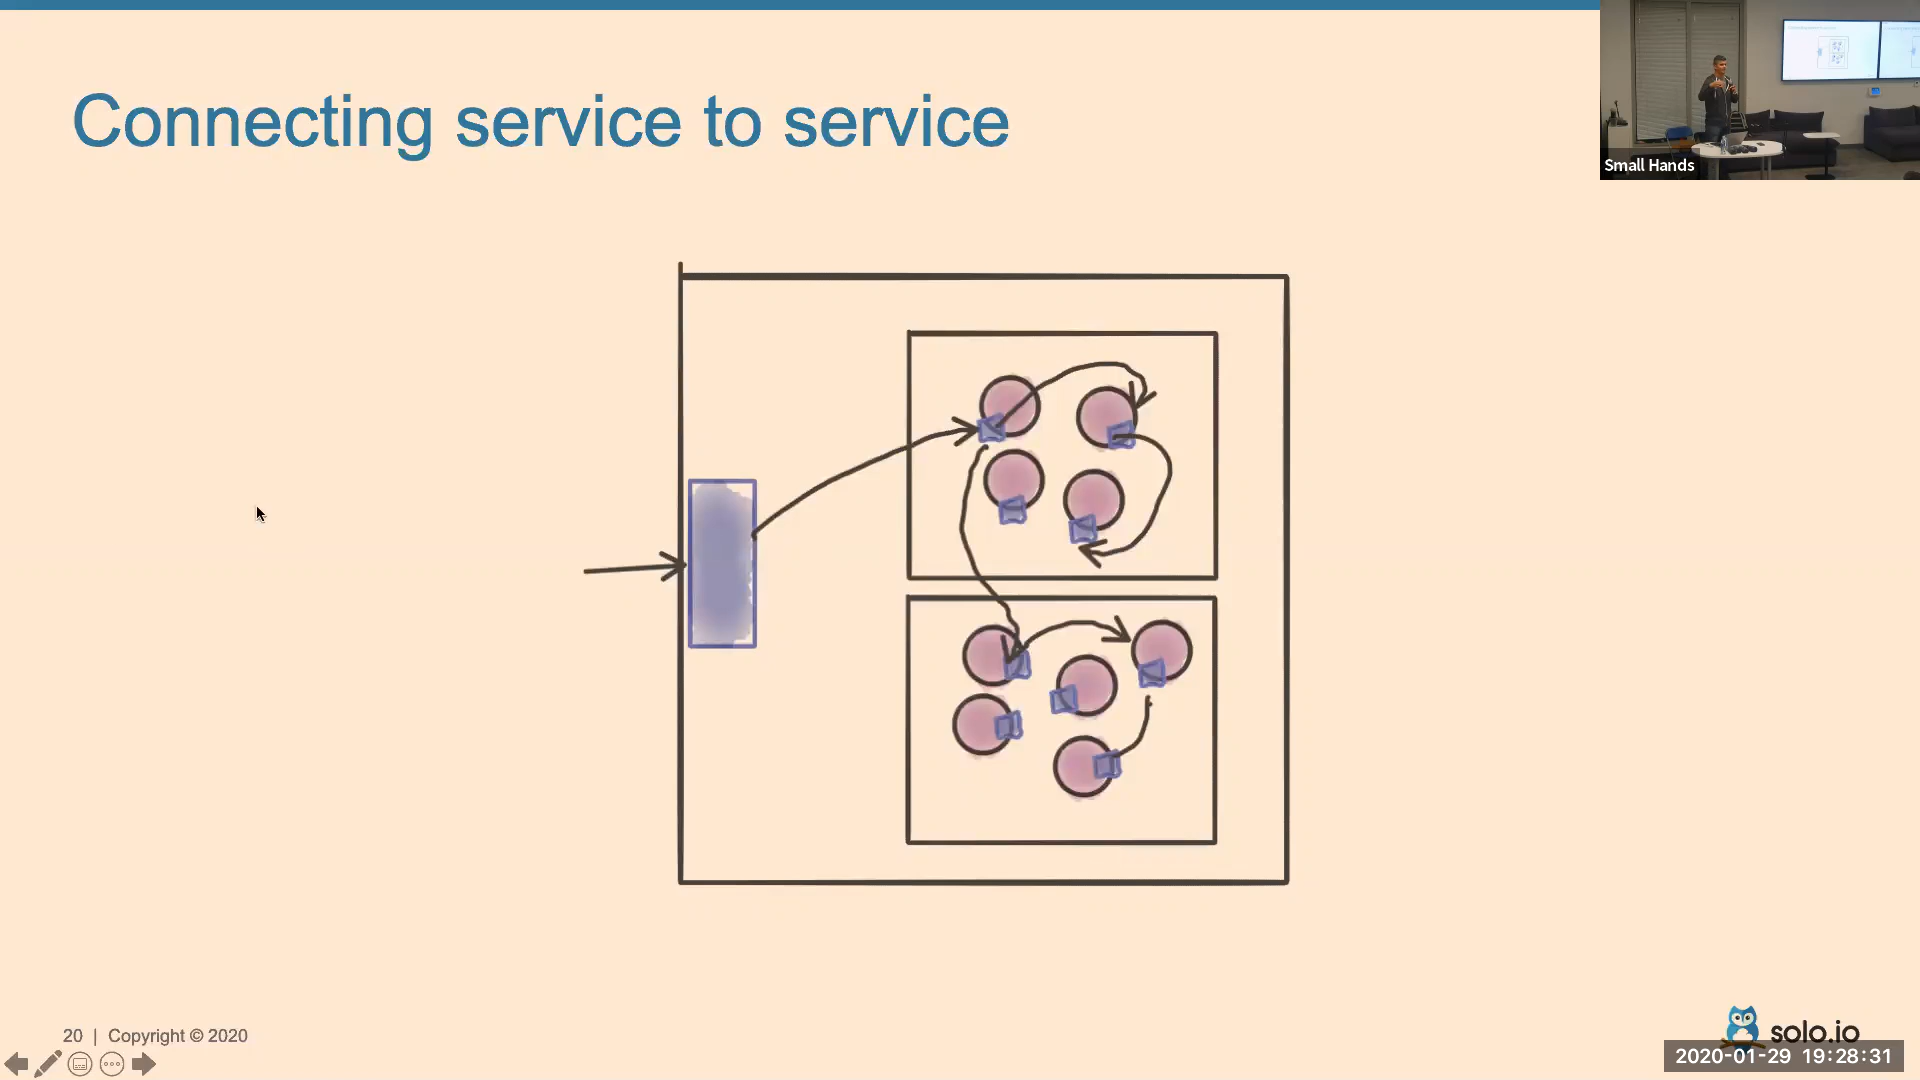 Connecting service to service
Small Hands
20 | Copyright © 2020
solo.io
2020-01-29 19:28:31